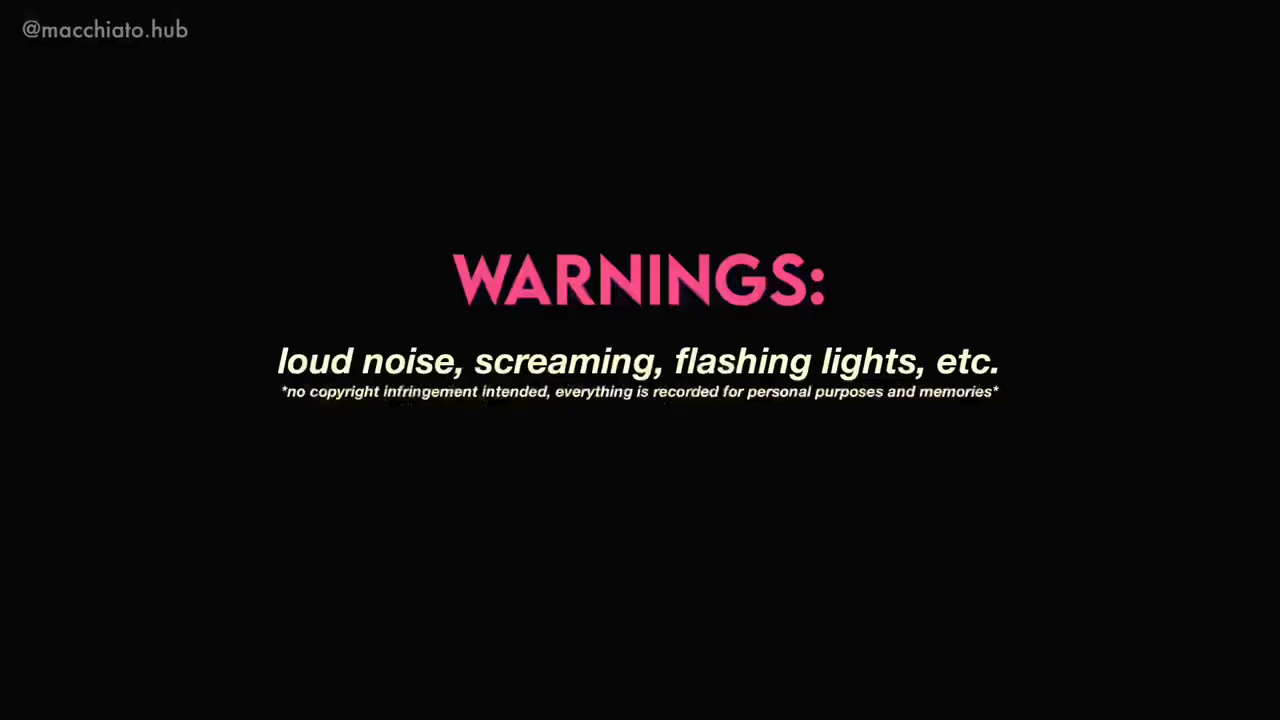 @macchiato.hub
WARNINGS:
loud noise, screaming, flashing lights, etc.
*no copyright infringement intended, everything is recorded for personal purposes and memories*